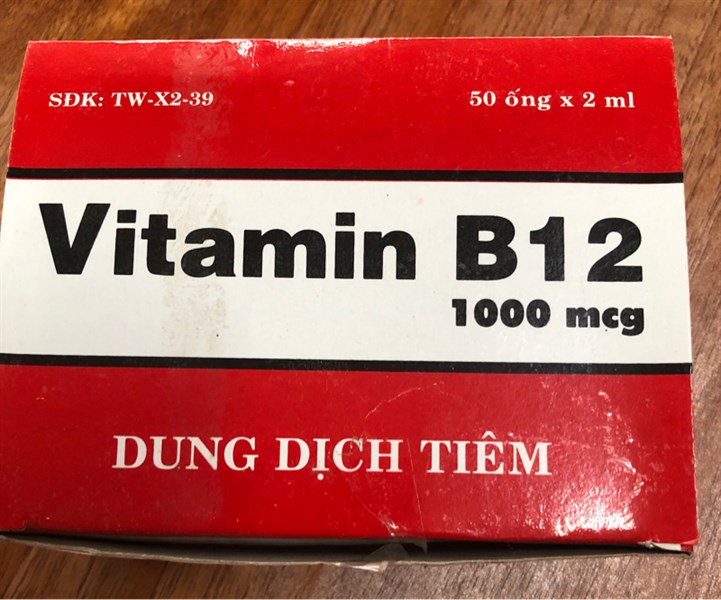 SĐK: TW-X2-39
50 ống x 2 ml
Vitamin B12
1000 mcg
DUNG DỊCH TIÊM